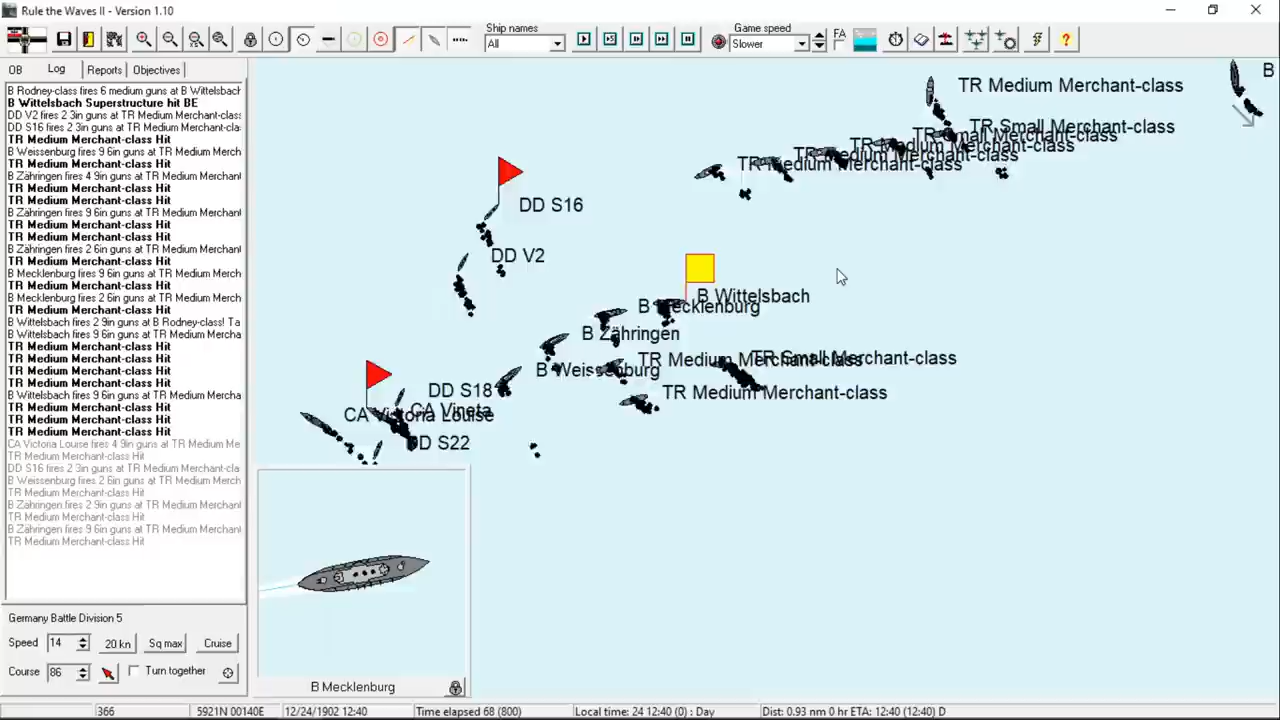 Rule the Waves II - Version 1.10
Ship names
All
Game speed
Slower
FA
OB Log Reports Objectives
B Rodney-class fires 6 medium guns at B Wittelsbach
B Wittelsbach Superstructure hit BE
DD V2 fires 2 3in guns at TR Medium Merchant-cla:
DD S16 fires 2 3in guns at TR Medium Merchant-cla:
TR Medium Merchant-class Hit
B Weissenburg fires 9 6in guns at TR Medium Merch
TR Medium Merchant-class Hit
B Zähringen fires 4 9in guns at TR Medium Merchant
TR Medium Merchant-class Hit
TR Medium Merchant-class Hit
B Zähringen fires 9 6in guns at TR Medium Merchant
TR Medium Merchant-class Hit
TR Medium Merchant-class Hit
B Zähringen fires 2 6in guns at TR Medium Merchant
TR Medium Merchant-class Hit
B Mecklenburg fires 9 6in guns at TR Medium Merch
TR Medium Merchant-class Hit
B Mecklenburg fires 2 6in guns at TR Medium Merch
TR Medium Merchant-class Hit
B Wittelsbach fires 2 9in guns at B Rodney-class! Ta
B Wittelsbach fires 9 6in guns at TR Medium Mercha
TR Medium Merchant-class Hit
TR Medium Merchant-class Hit
TR Medium Merchant-class Hit
TR Medium Merchant-class Hit
B Wittelsbach fires 9 6in guns at TR Medium Mercha
TR Medium Merchant-class Hit
TR Medium Merchant-class Hit
TR Medium Merchant-class Hit
CA Victoria Louise fires 4 9in guns at TR Medium Me
TR Medium Merchant-class Hit
DD S16 fires 2 3in guns at TR Medium Merchant-cla
B Weissenburg fires 2 6in guns at TR Medium Merch
TR Medium Merchant-class Hit
B Zähringen fires 2 9in guns at TR Medium Merchant
TR Medium Merchant-class Hit
B Zähringen fires 9 6in guns at TR Medium Merchant
TR Medium Merchant-class Hit
Germany Battle Division 5
Speed 14 20 kn Sq max Cruise
Course 86 Turn together
B
TR Medium Merchant-class
TR Small Merchant-class
TR Small Merchant-class
TR Medium Merchant-class
TR Medium Merchant-class
TR Medium Merchant-class
DD S16
DD V2
B Wittelsbach
B Mecklenburg
B Zähringen
TR Small Merchant-class
TR Medium Merchant-class
B Weissenburg
DD S18
TR Medium Merchant-class
CA Vineta
CA Victoria Louise
DD S22
B Mecklenburg
366 5921N 00140E 12/24/1902 12:40 Time elapsed 68 (800) Local time: 24 12:40 (0) : Day Dist: 0.93 nm 0 hr ETA: 12:40 (12:40) D